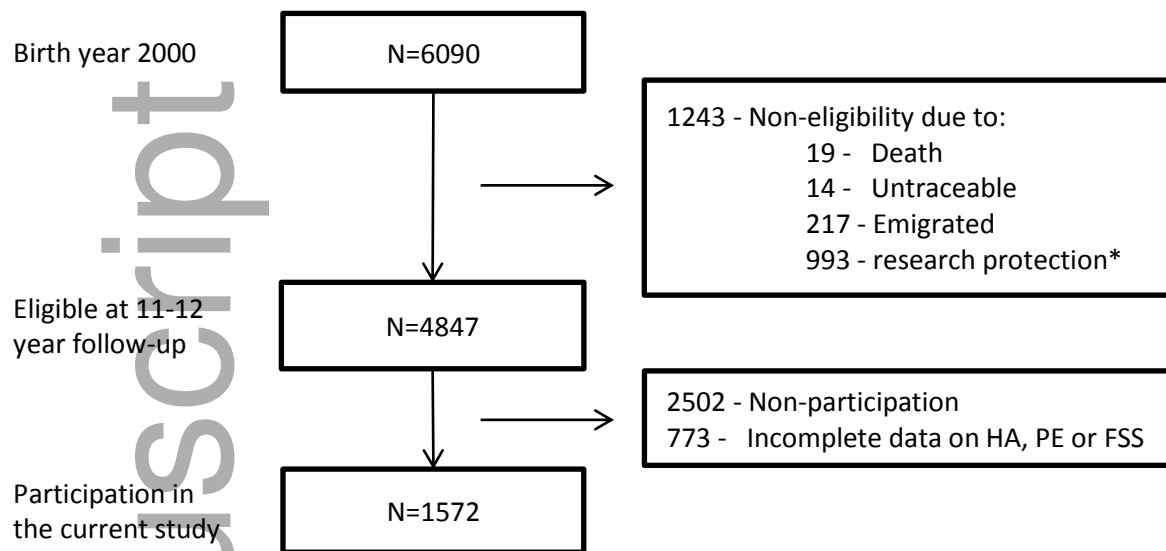 Birth year 2000
N=6090
1243 - Non-eligibility due to:
19 - Death
14 - Untraceable
217 - Emigrated
993 - research protection*
Eligible at 11-12
year follow-up
N=4847
2502 - Non-participation
773 - Incomplete data on HA, PE or FSS
Participation in
the current study
N=1572
uscript